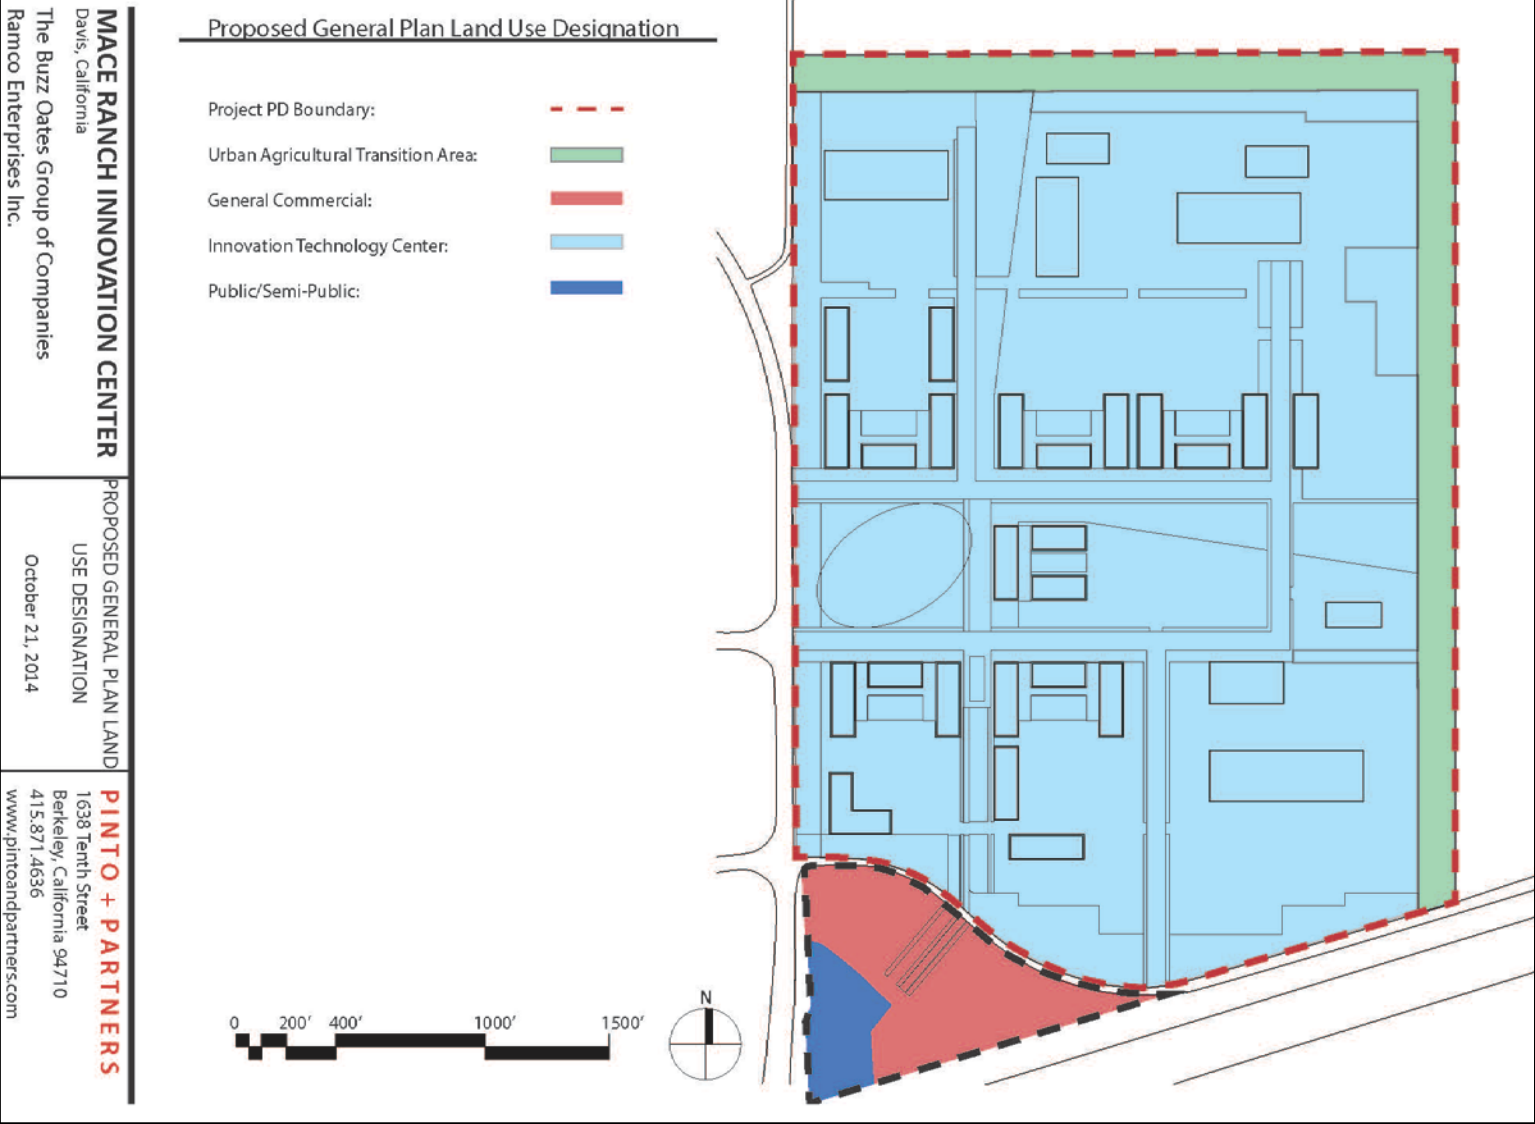 Proposed General Plan Land Use Designation
Project PD Boundary:
Urban Agricultural Transition Area:
General Commercial:
Innovation Technology Center:
Public/Semi-Public:
MACE RANCH INNOVATION CENTER
Davis, California
The Buzz Oates Group of Companies
Ramco Enterprises Inc.
PROPOSED GENERAL PLAN LAND
USE DESIGNATION
October 21, 2014
PINTO + PARTNERS
1638 Tenth Street
Berkeley, California 94710
415.871.4636
www.pintoandpartners.com
0 200' 400' 1000' 1500'
N